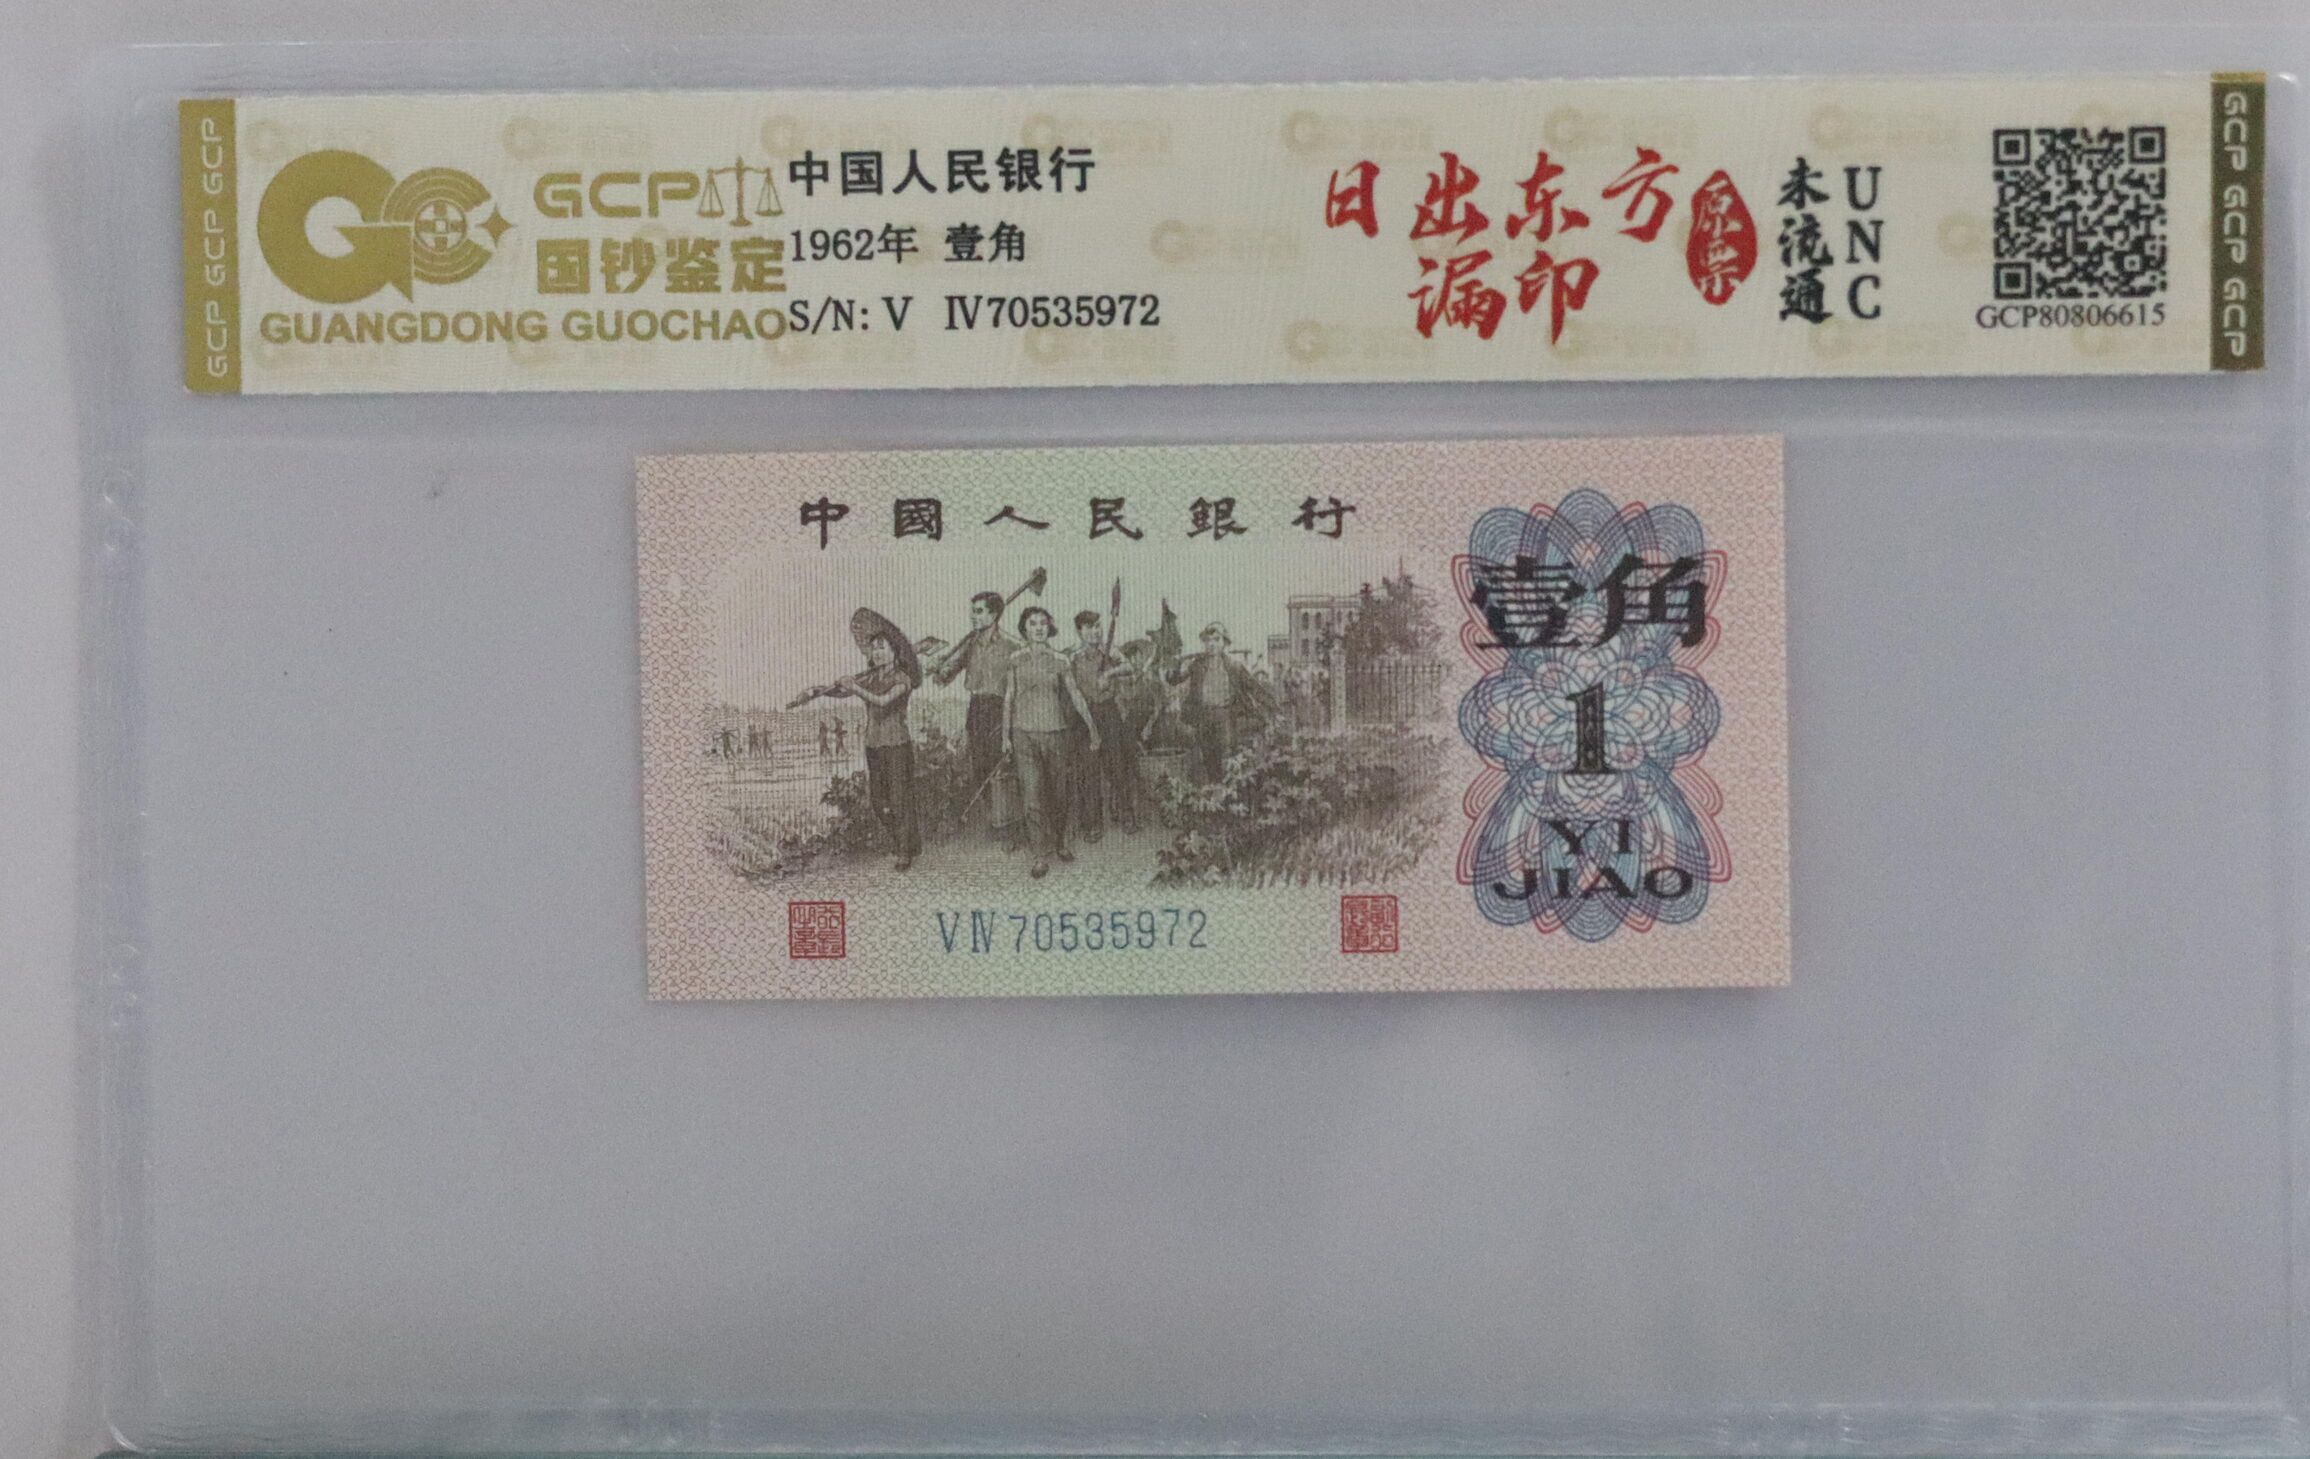 GCP GCP GCP
GCP
国钞鉴定
GUANGDONG GUOCHAO
中国人民银行
1962年 壹角
S/N: V Ⅳ70535972
日出东方
漏印
原票
未流通
UNC
GCP80806615
GCP GCP GCP
中國人民銀行
壹角
1
YI
JIAO
VⅣ70535972